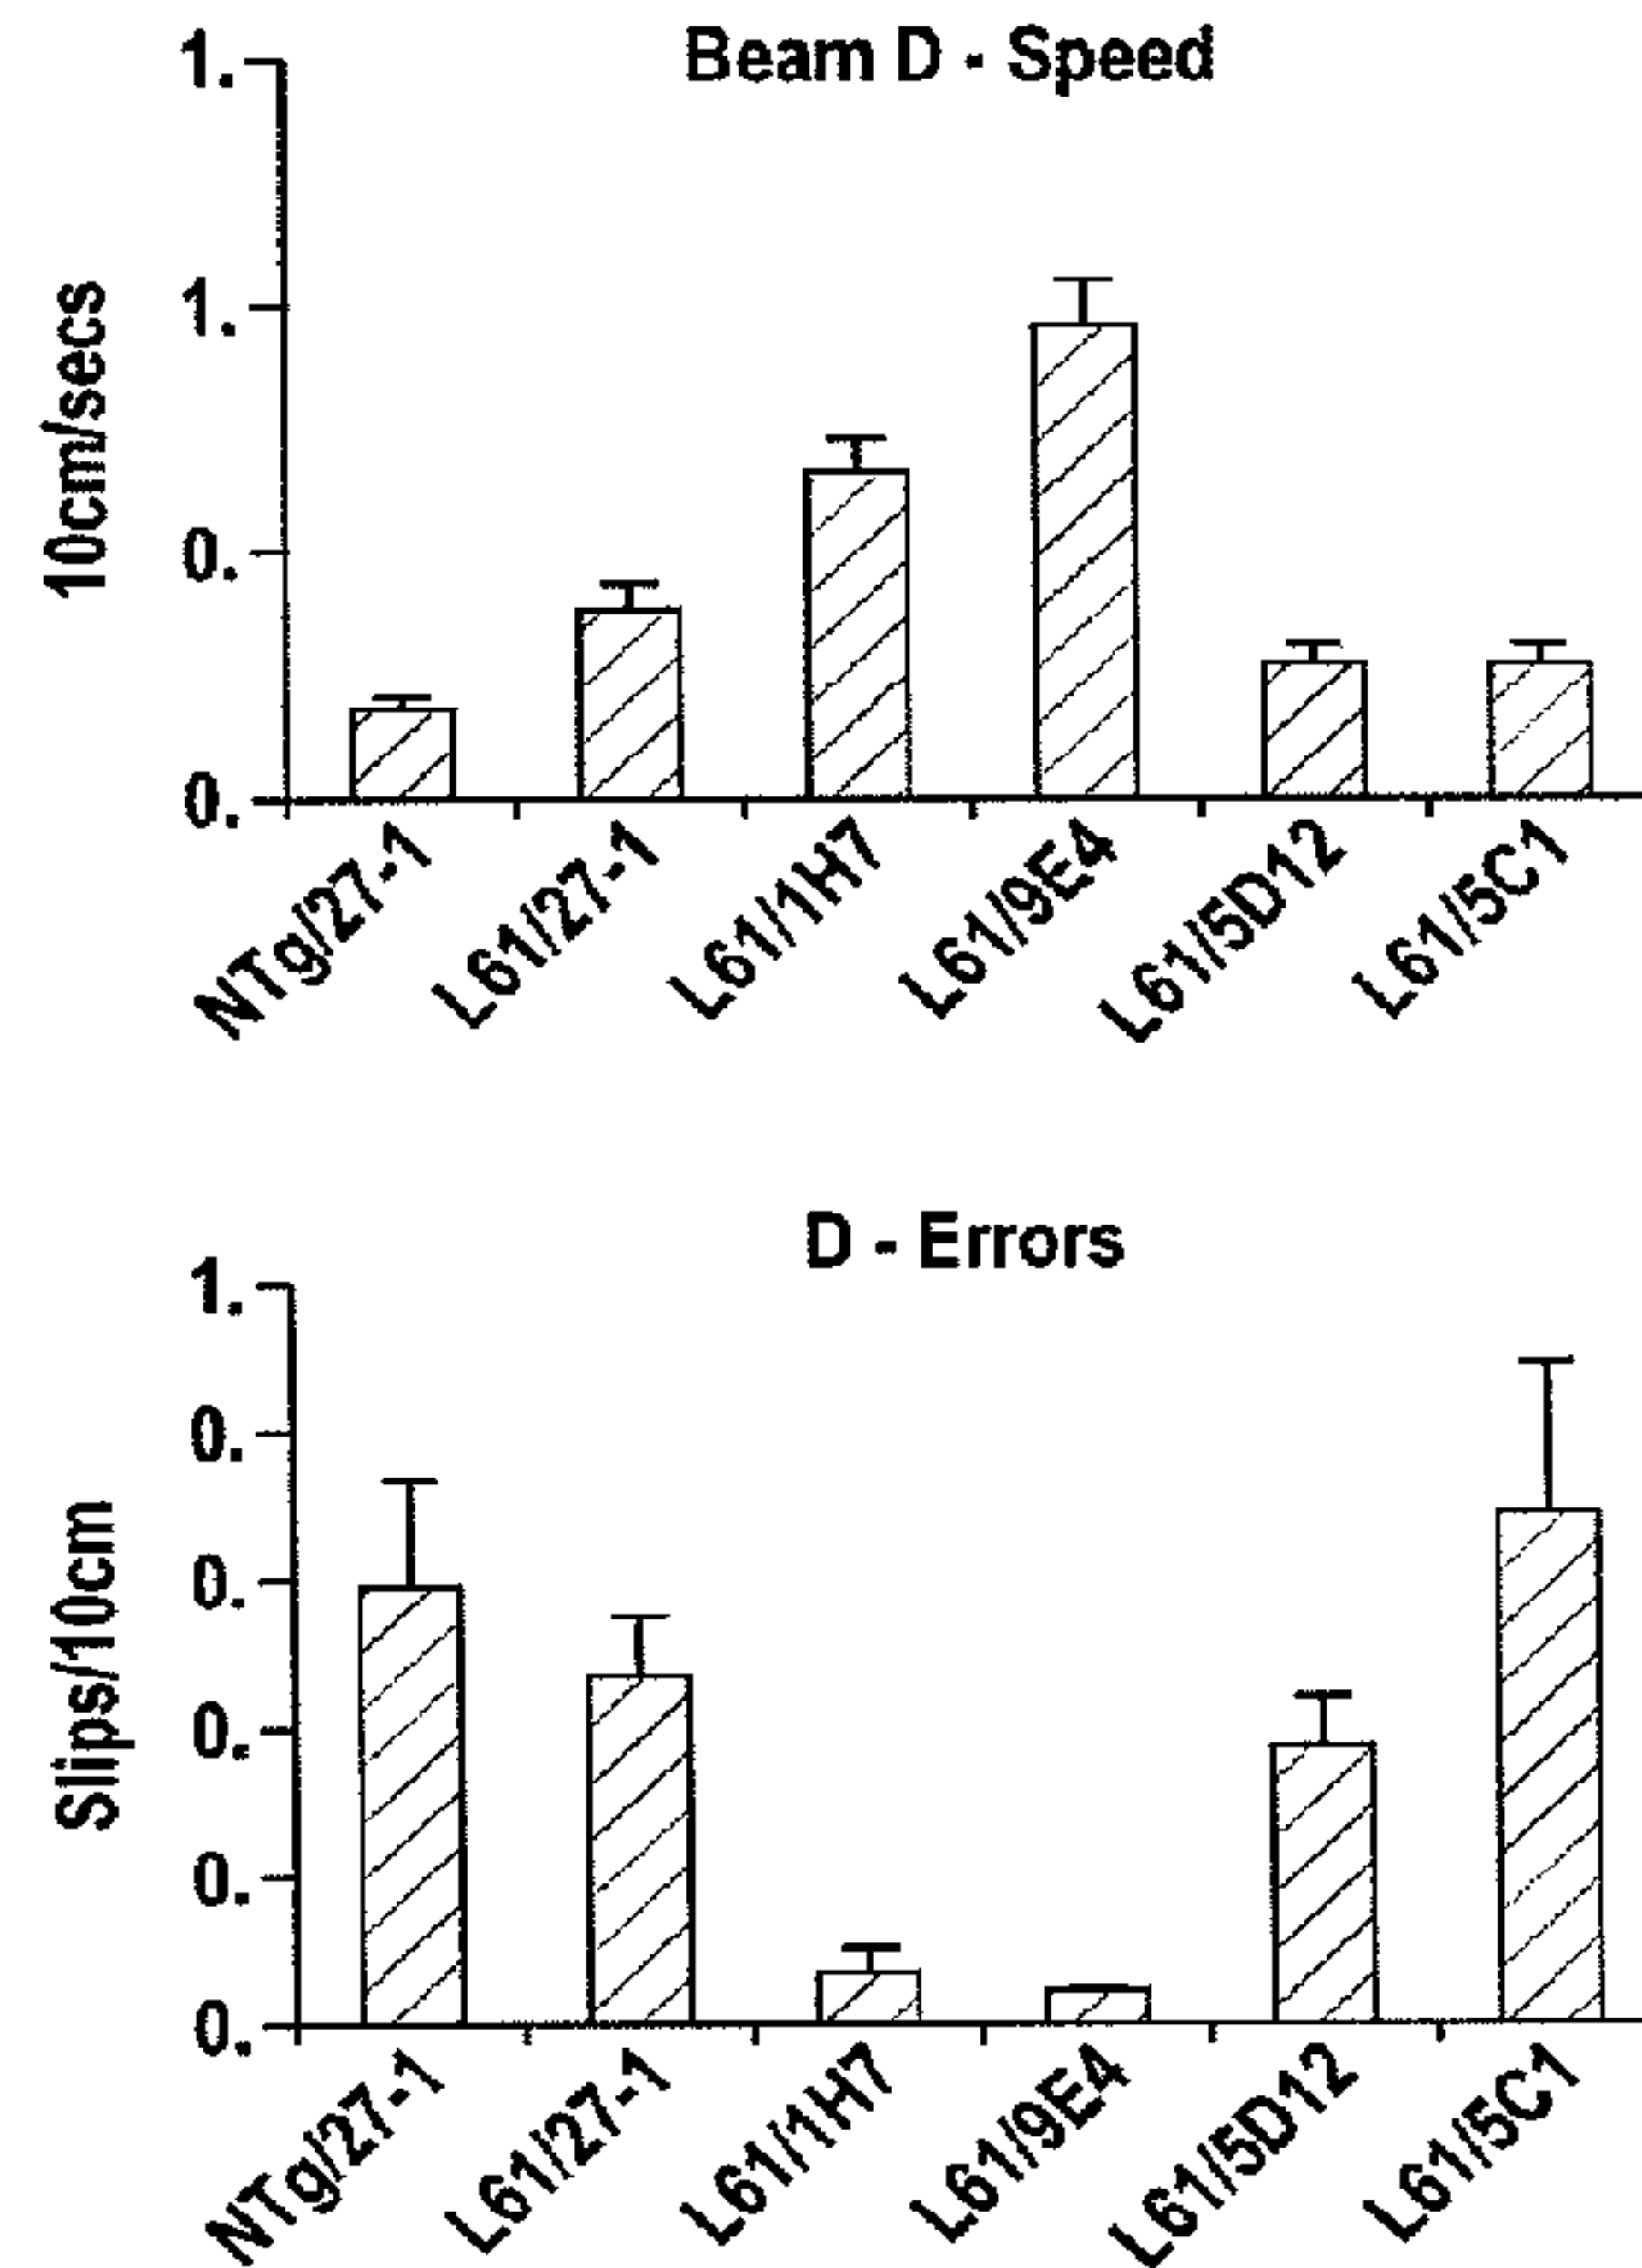 Beam D - Speed
10cm/secs
1.
1.
0.
0.
NTg/27-1
L61/27-1
L61/1H7
L61/9E4
L61/5D12
L61/5C1
D - Errors
Slips/10cm
1.
0.
0.
0.
0.
0.
NTg/27-1
L61/27-1
L61/1H7
L61/9E4
L61/5D12
L61/5C1